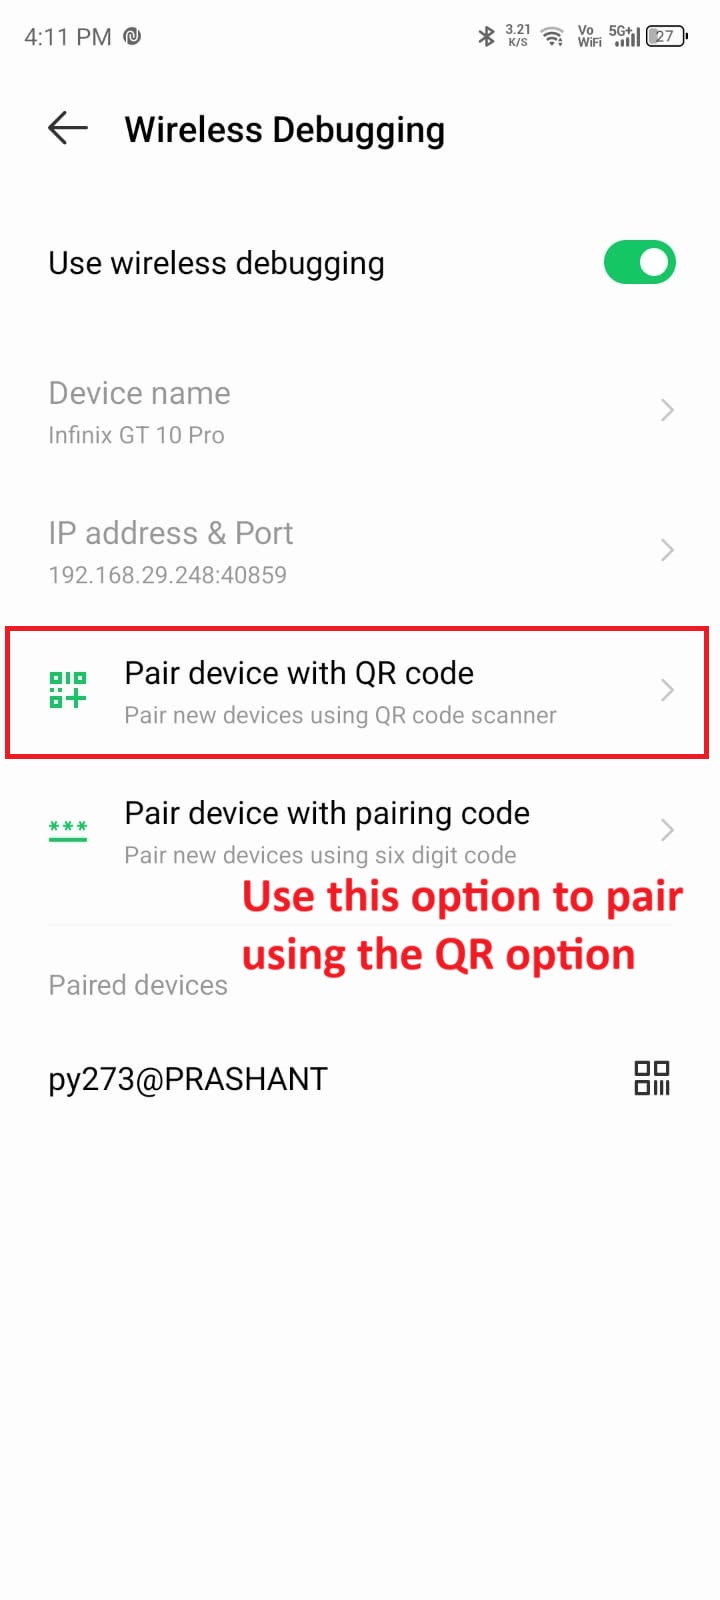 4:11 PM 3.21 K/S Vo WiFi 5G+ 27
Wireless Debugging
Use wireless debugging
Device name
Infinix GT 10 Pro
IP address & Port
192.168.29.248:40859
Pair device with QR code
Pair new devices using QR code scanner
Pair device with pairing code
Pair new devices using six digit code
Use this option to pair
using the QR option
Paired devices
py273@PRASHANT